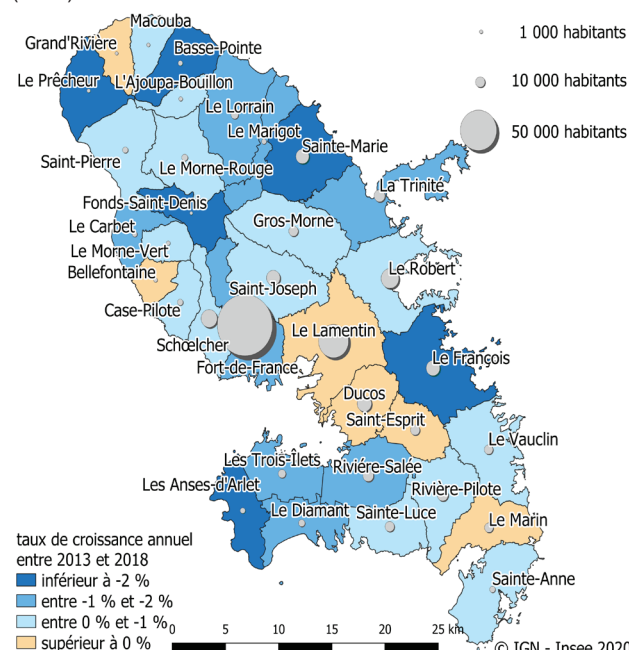 Macouba
Grand'Rivière
Basse-Pointe
Le Prêcheur
L'Ajoupa-Bouillon
Le Lorrain
Le Marigot
Sainte-Marie
Saint-Pierre
Le Morne-Rouge
La Trinité
Fonds-Saint-Denis
Le Carbet
Gros-Morne
Le Morne-Vert
Bellefontaine
Le Robert
Saint-Joseph
Case-Pilote
Le Lamentin
Schœlcher
Le François
Fort-de-France
Ducos
Saint-Esprit
Le Vauclin
Les Trois-Îlets
Riviére-Salée
Les Anses-d'Arlet
Rivière-Pilote
Le Diamant
Sainte-Luce
Le Marin
Sainte-Anne
1 000 habitants
10 000 habitants
50 000 habitants
taux de croissance annuel
entre 2013 et 2018
inférieur à -2 %
entre -1 % et -2 %
entre 0 % et -1 %
supérieur à 0 %
0 5 10 15 20 25 km
© IGN - Insee 2020